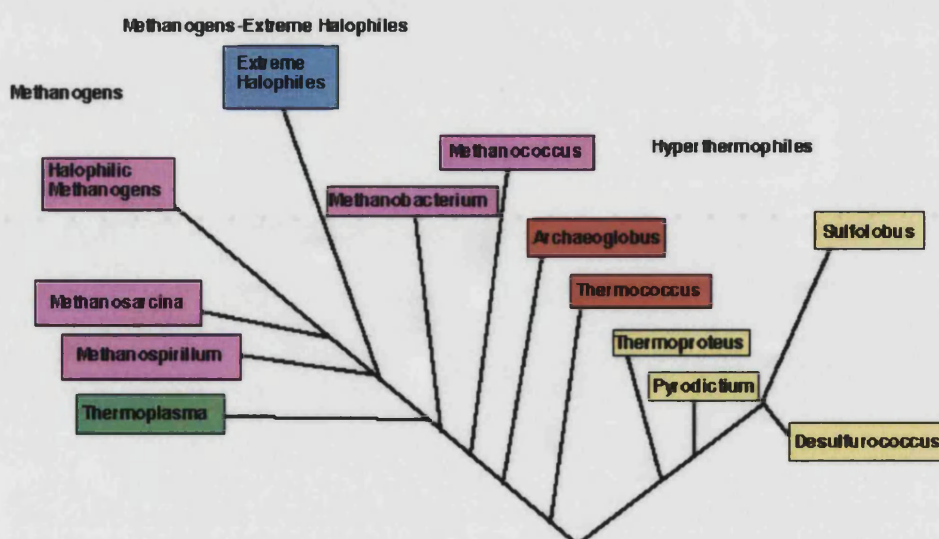 Methanogens-Extreme Halophiles
Extreme
Halophiles
Methanogens
Methanococcus
Hyperthermophiles
Halophilic
Methanogens
Methanobacterium
Archaeoglobus
Sulfolobus
Thermococcus
Methanosarcina
Thermoproteus
Methanospirillum
Pyrodictium
Thermoplasma
Desulfurococcus